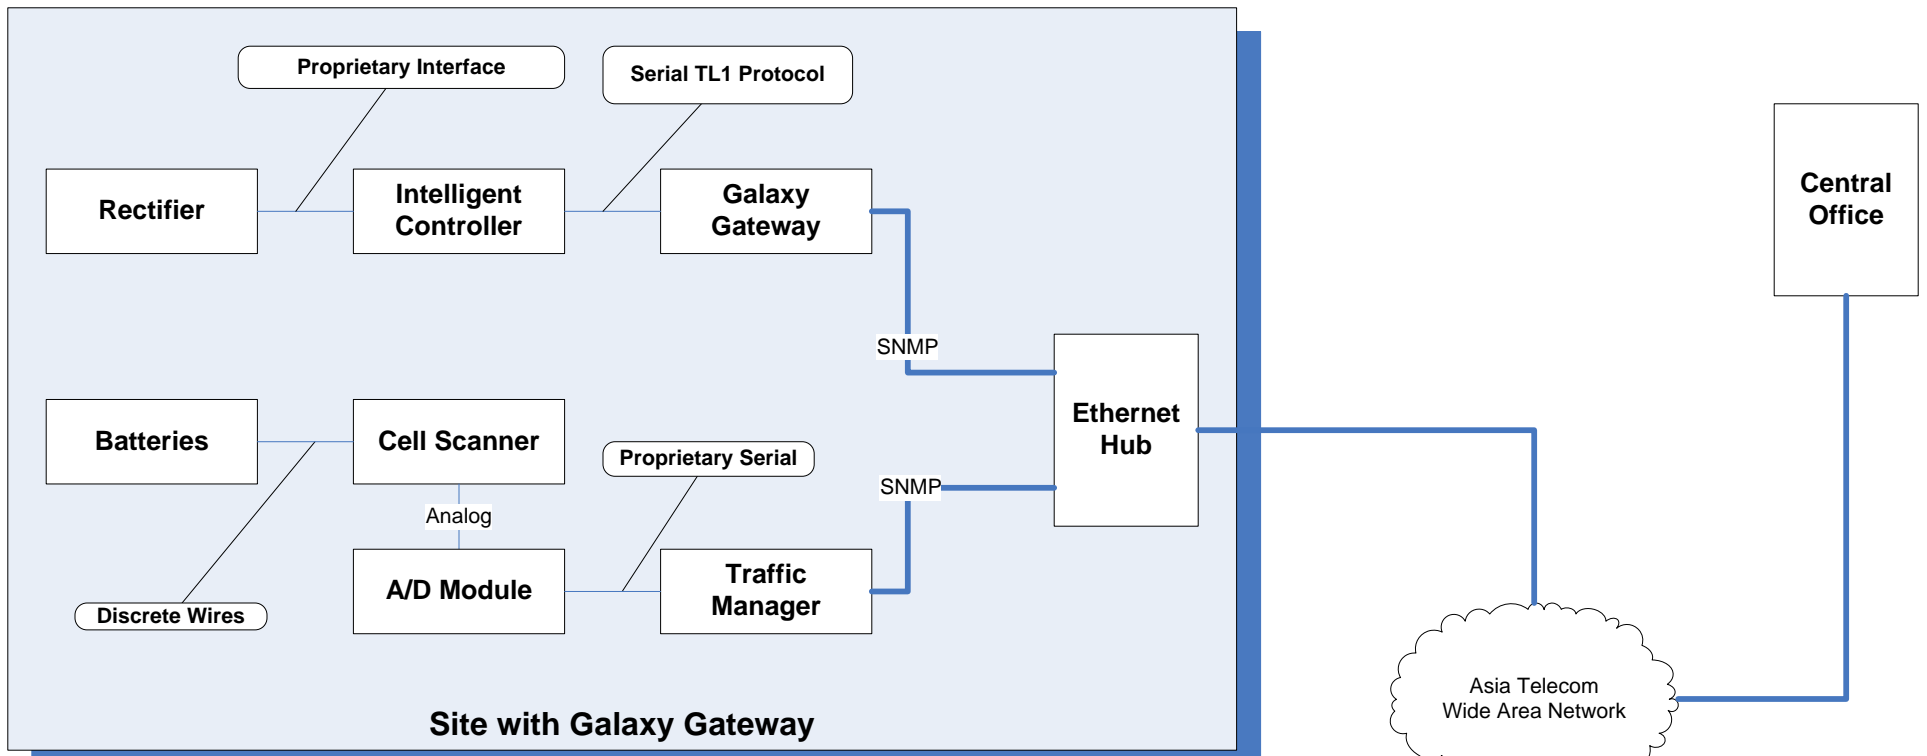 Proprietary Interface
Serial TL1 Protocol
Rectifier
Intelligent
Controller
Galaxy
Gateway
Central
Office
SNMP
Batteries
Cell Scanner
Proprietary Serial
Ethernet
Hub
SNMP
Analog
A/D Module
Traffic
Manager
Discrete Wires
Asia Telecom
Wide Area Network
Site with Galaxy Gateway